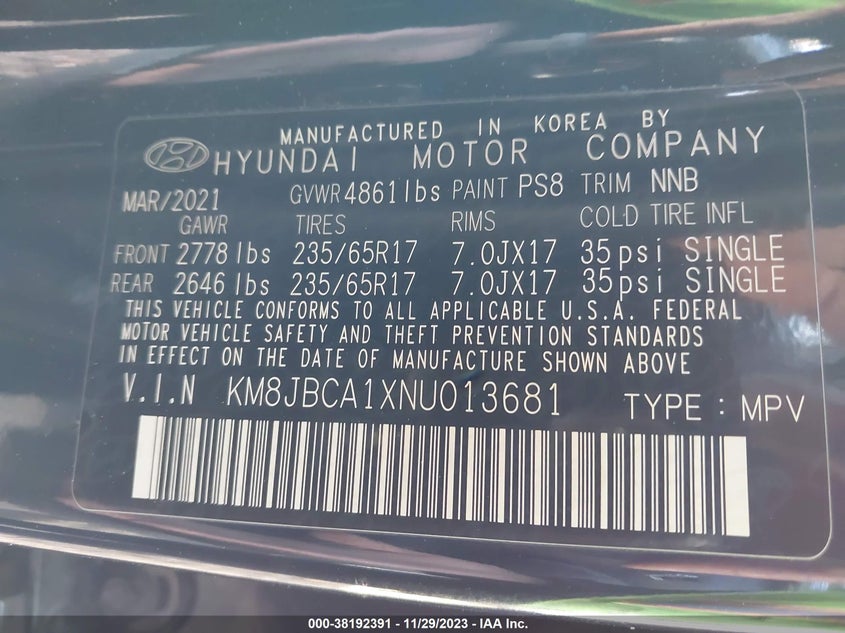 MANUFACTURED IN KOREA BY
HYUNDAI MOTOR COMPANY
MAR/2021 GVWR 4861lbs PAINT PS8 TRIM NNB
GAWR TIRES RIMS COLD TIRE INFL
FRONT 2778 lbs 235/65R17 7.0JX17 35psi SINGLE
REAR 2646 lbs 235/65R17 7.0JX17 35psi SINGLE
THIS VEHICLE CONFORMS TO ALL APPLICABLE U.S.A. FEDERAL
MOTOR VEHICLE SAFETY AND THEFT PREVENTION STANDARDS
IN EFFECT ON THE DATE OF MANUFACTURE SHOWN ABOVE
V.I.N KM8JBCA1XNU013681 TYPE : MPV
000-38192391 - 11/29/2023 - IAA Inc.